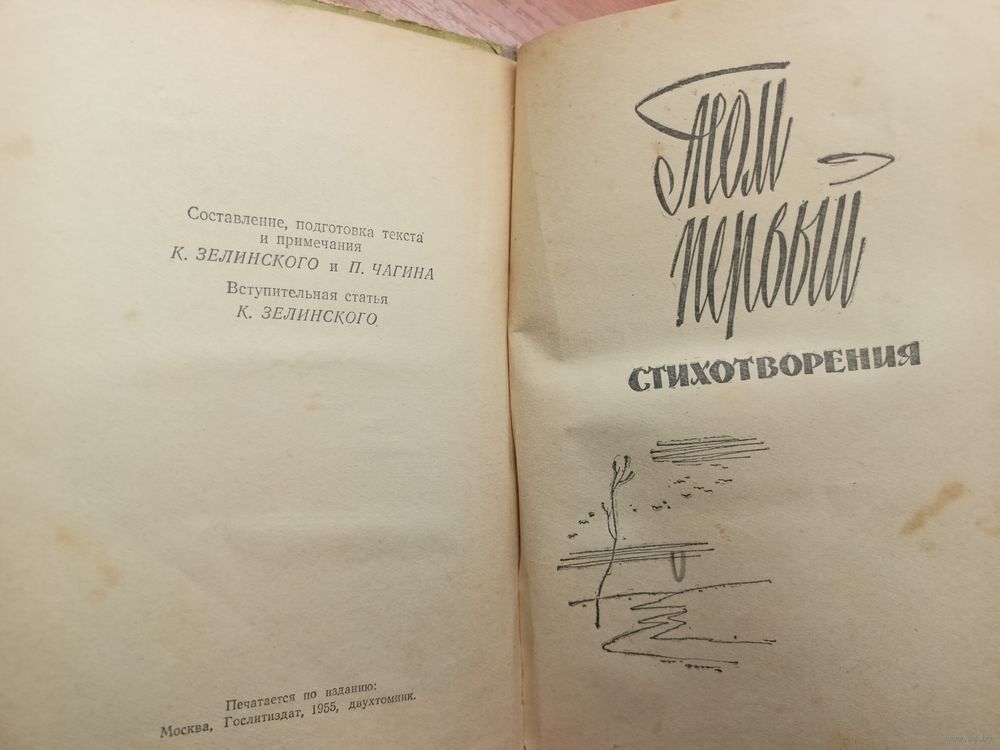 Составление, подготовка текста
и примечания
К. ЗЕЛИНСКОГО и П. ЧАГИНА
Вступительная статья
К. ЗЕЛИНСКОГО
Печатается по изданию:
Москва, Гослитиздат, 1955, двухтомник.
Том
первый
СТИХОТВОРЕНИЯ